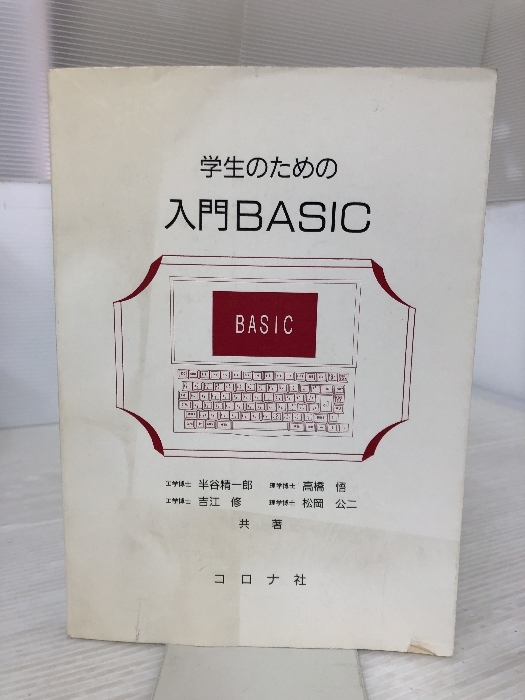 学生のための
入門BASIC
BASIC
工学博士 半谷精一郎 理学博士 高橋 悟
工学博士 吉江 修 理学博士 松岡 公二
共 著
コロナ社